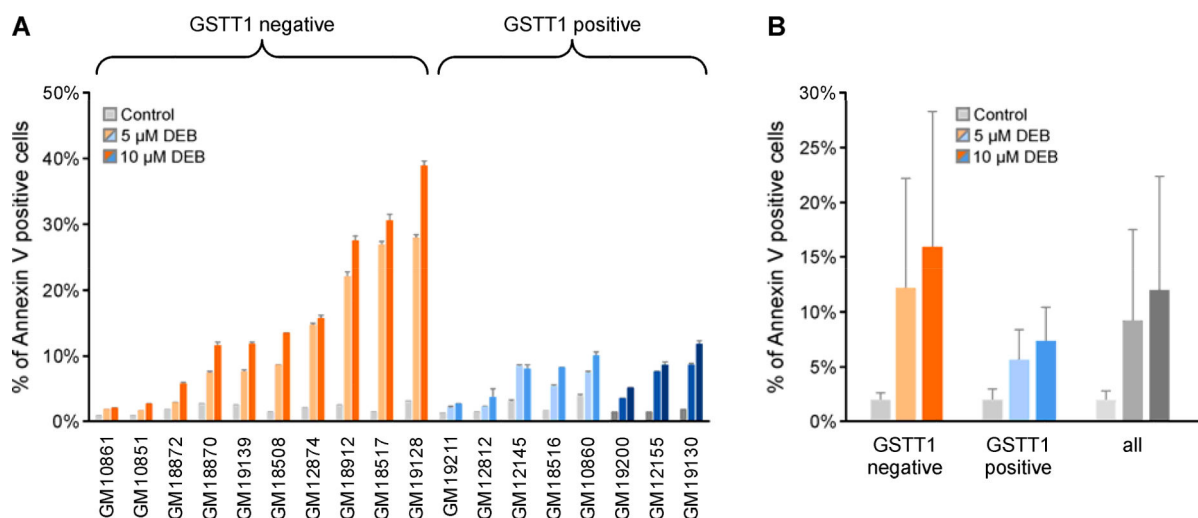 A
GSTT1 negative
GSTT1 positive
50%
40%
30%
20%
10%
0%
% of Annexin V positive cells
Control
5 µM DEB
10 µM DEB
GM10861
GM10851
GM18872
GM18870
GM19139
GM18508
GM12874
GM18912
GM18517
GM19128
GM19211
GM12812
GM12145
GM18516
GM10860
GM19200
GM12155
GM19130
B
30%
25%
20%
15%
10%
5%
0%
% of Annexin V positive cells
Control
5 µM DEB
10 µM DEB
GSTT1
negative
GSTT1
positive
all